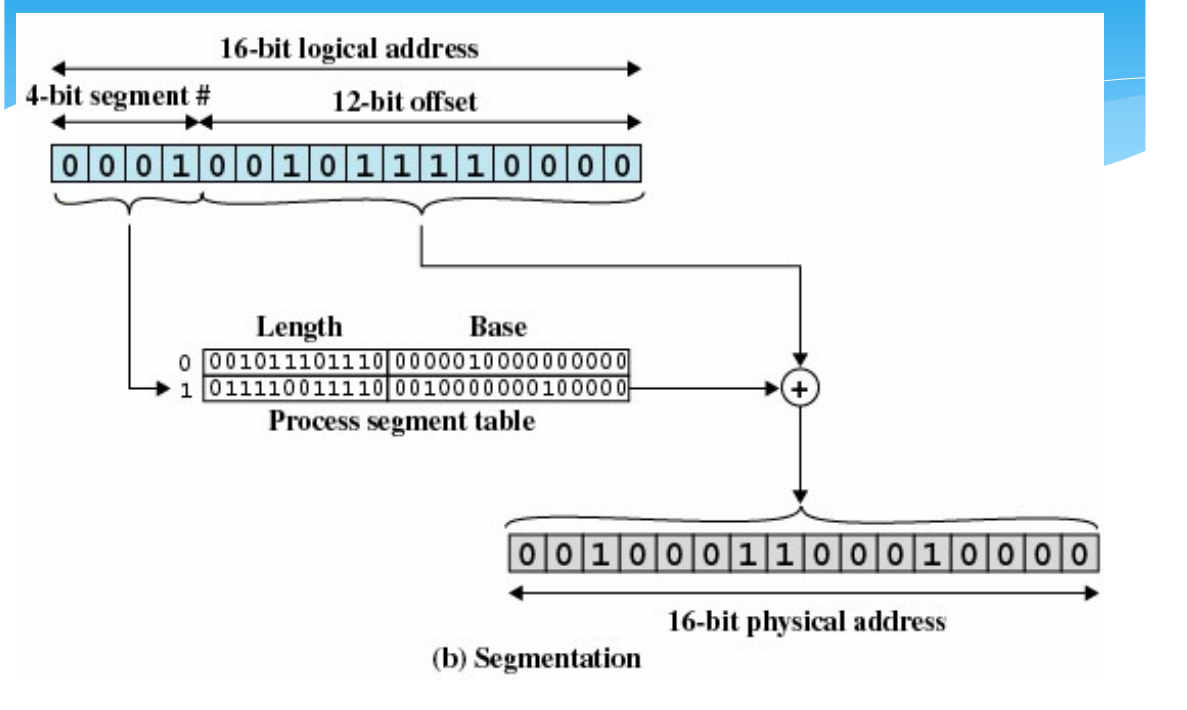 16-bit logical address
4-bit segment # 12-bit offset
0 0 0 1 0 0 1 0 1 1 1 1 0 0 0 0
Length Base
0 001011101110 0000010000000000
1 011110011110 0010000000100000
+
Process segment table
0 0 1 0 0 0 1 1 0 0 0 1 0 0 0 0
16-bit physical address
(b) Segmentation